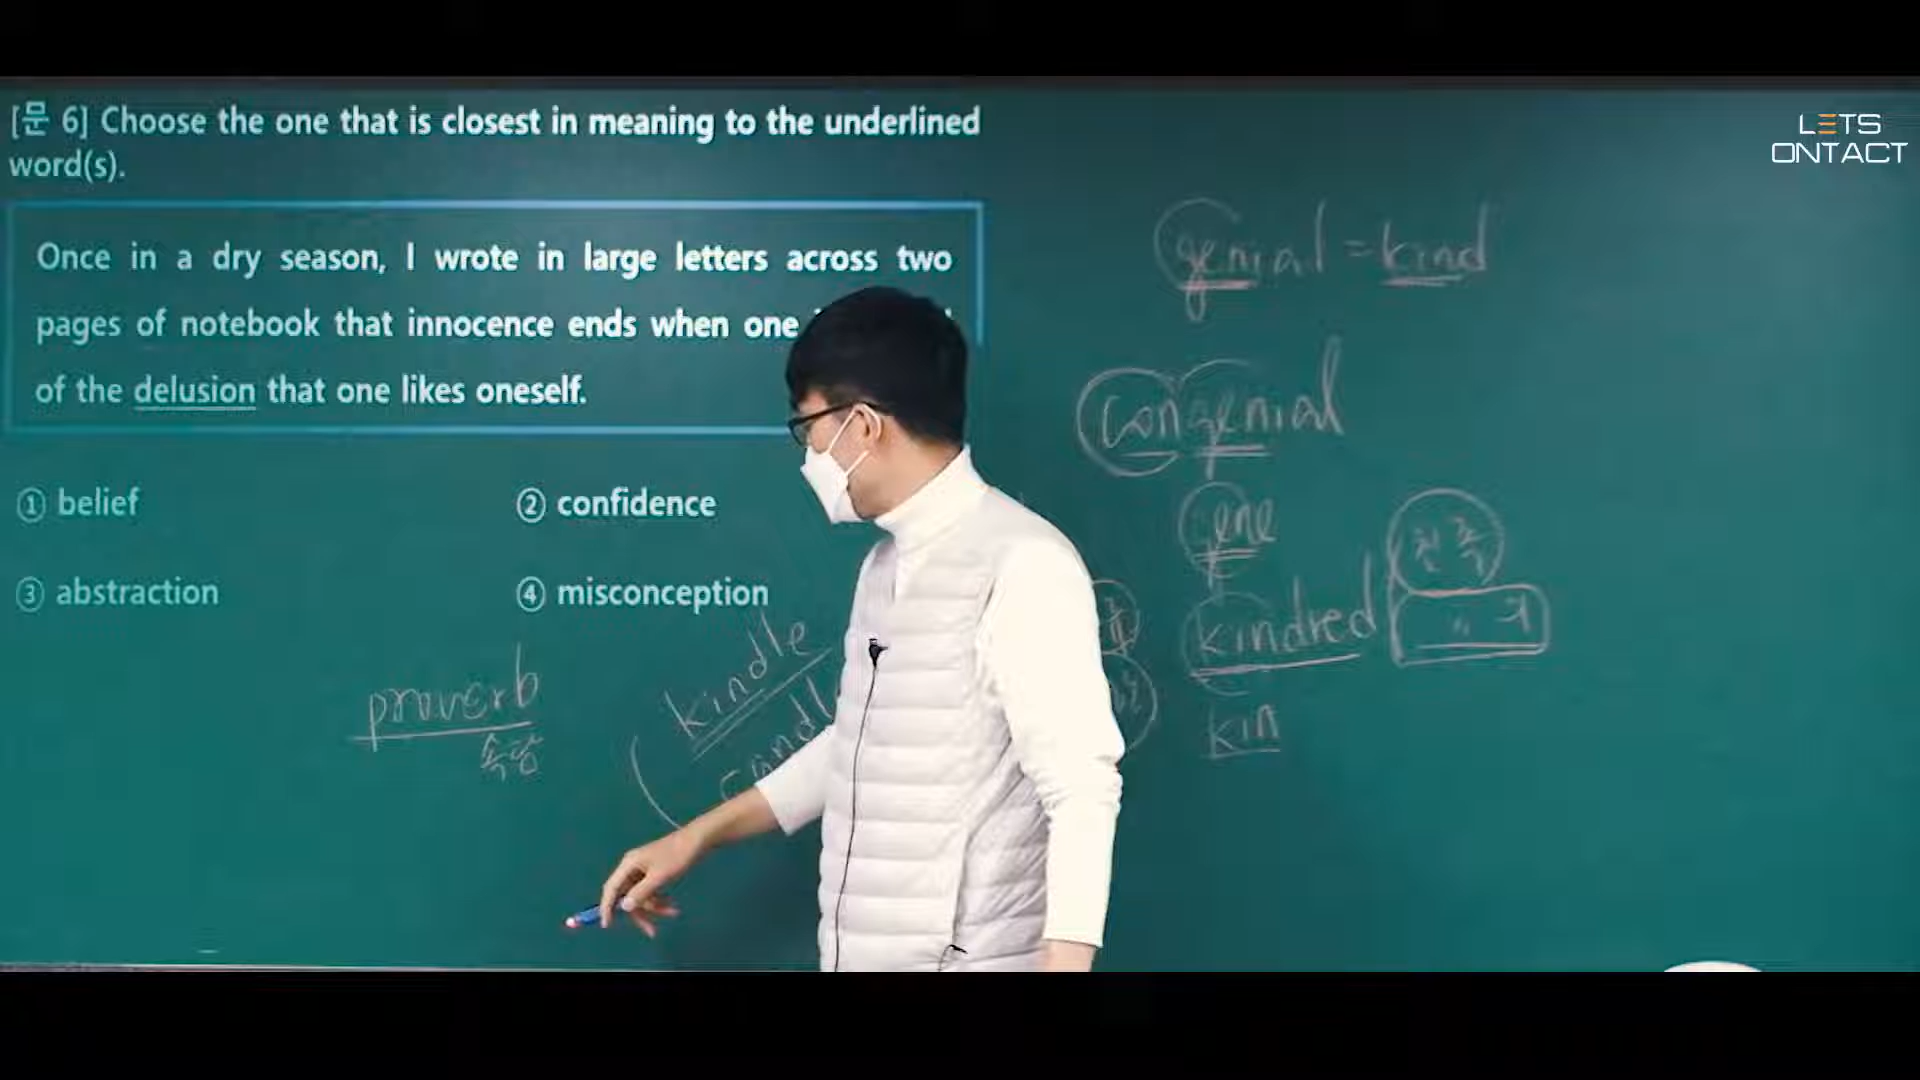 [문 6] Choose the one that is closest in meaning to the underlined
word(s).
LETS
ONTACT
Once in a dry season, I wrote in large letters across two
pages of notebook that innocence ends when one
of the delusion that one likes oneself.
① belief
② confidence
③ abstraction
④ misconception
genial = kind
congenial
gene
친족
kindred
kin
proverb
속담
kindle